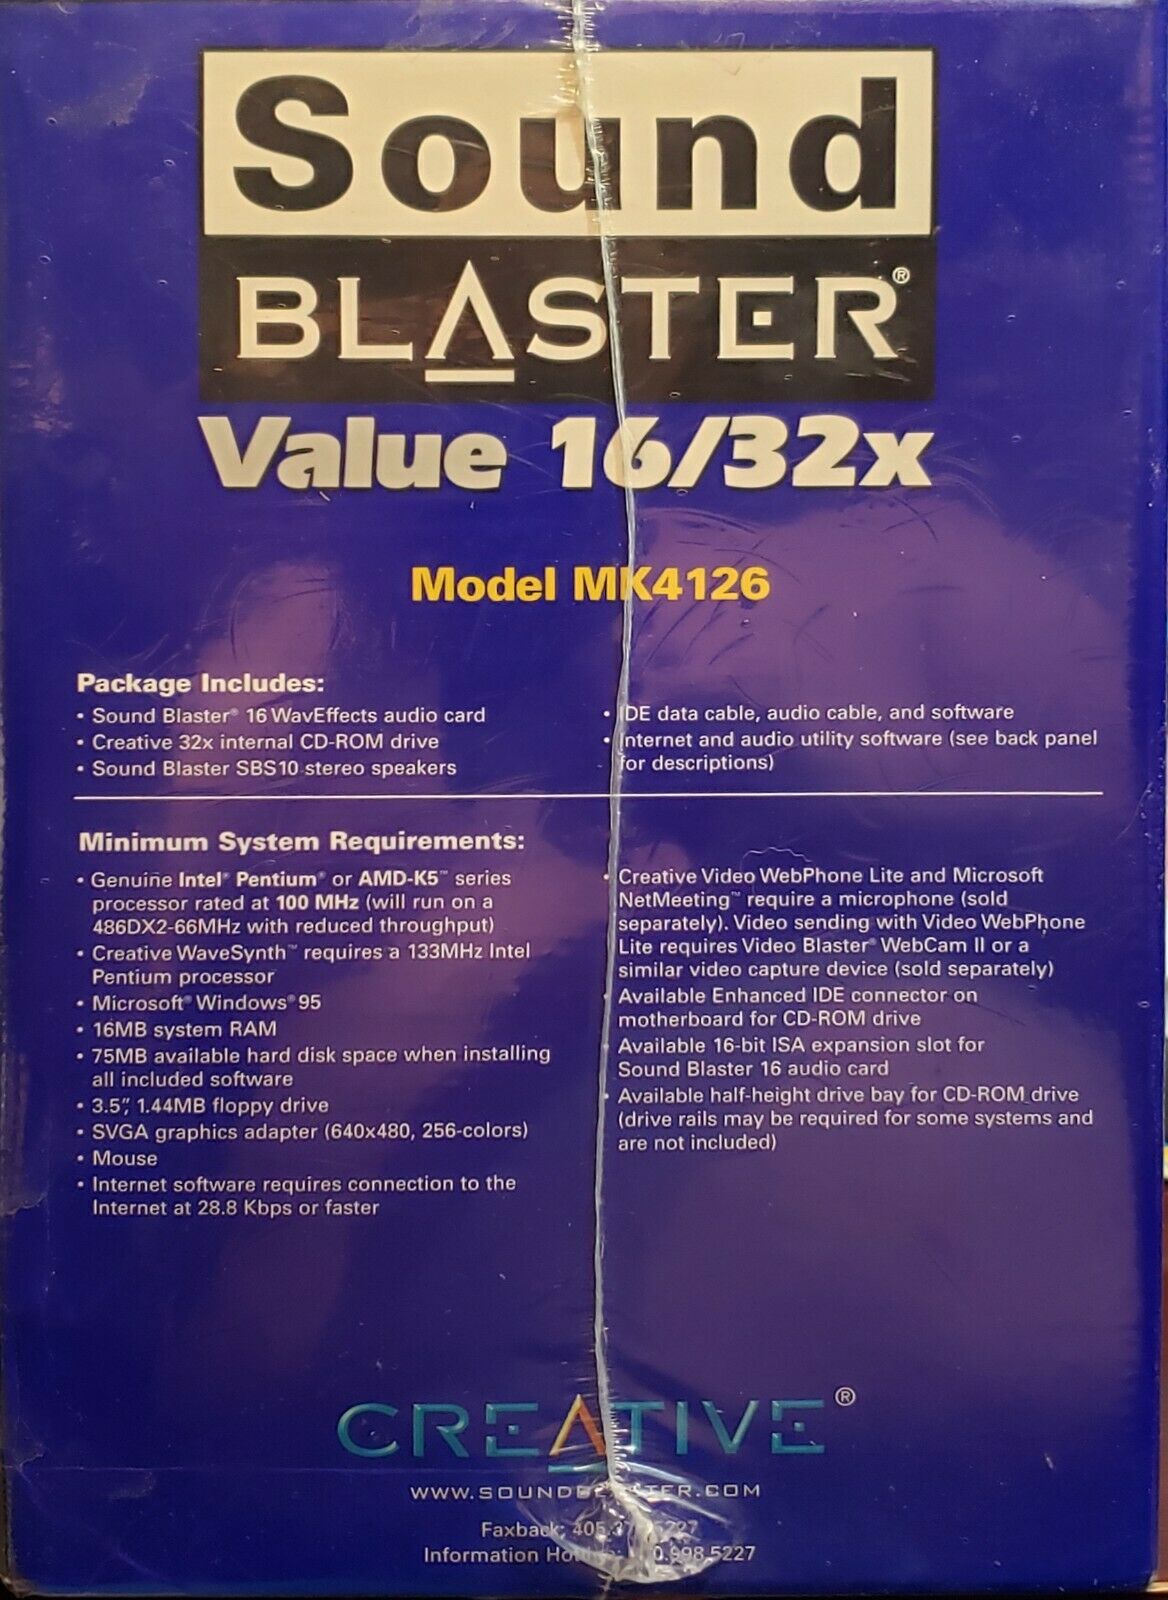 Sound
BLASTER®
Value 16/32x
Model MK4126
Package Includes:
• Sound Blaster® 16 WavEffects audio card
• Creative 32x internal CD-ROM drive
• Sound Blaster SBS10 stereo speakers
• IDE data cable, audio cable, and software
• Internet and audio utility software (see back panel
for descriptions)
Minimum System Requirements:
• Genuine Intel® Pentium® or AMD-K5™ series
processor rated at 100 MHz (will run on a
486DX2-66MHz with reduced throughput)
• Creative WaveSynth™ requires a 133MHz Intel
Pentium processor
• Microsoft® Windows® 95
• 16MB system RAM
• 75MB available hard disk space when installing
all included software
• 3.5", 1.44MB floppy drive
• SVGA graphics adapter (640x480, 256-colors)
• Mouse
• Internet software requires connection to the
Internet at 28.8 Kbps or faster
• Creative Video WebPhone Lite and Microsoft
NetMeeting™ require a microphone (sold
separately). Video sending with Video WebPhone
Lite requires Video Blaster® WebCam II or a
similar video capture device (sold separately)
Available Enhanced IDE connector on
motherboard for CD-ROM drive
Available 16-bit ISA expansion slot for
Sound Blaster 16 audio card
• Available half-height drive bay for CD-ROM drive
(drive rails may be required for some systems and
are not included)
CREATIVE®
WWW.SOUNDBLASTER.COM
Faxback:
Information Hotline: